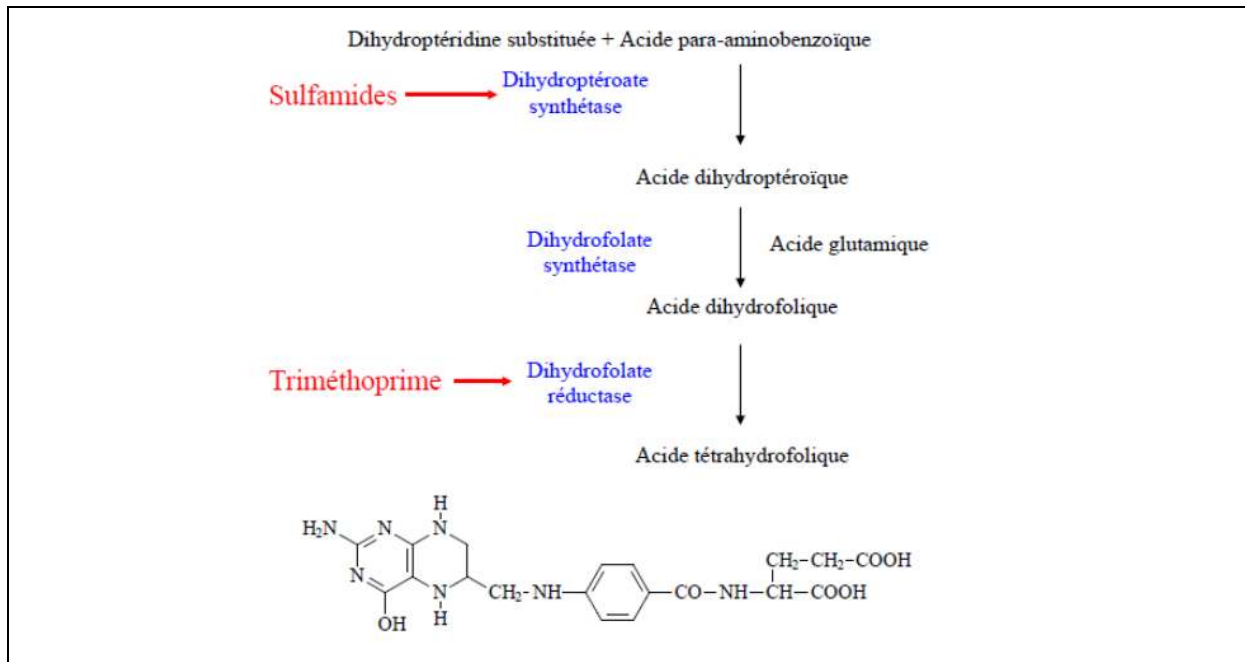 Dihydroptéridine substituée + Acide para-aminobenzoïque
Sulfamides
Dihydroptéroate
synthétase
Acide dihydroptéroïque
Dihydrofolate
synthétase
Acide glutamique
Acide dihydrofolique
Triméthoprime
Dihydrofolate
réductase
Acide tétrahydrofolique
H
H₂N
N
N
CH₂–CH₂–COOH
N
CH₂–NH
CO–NH–CH–COOH
N
OH
H